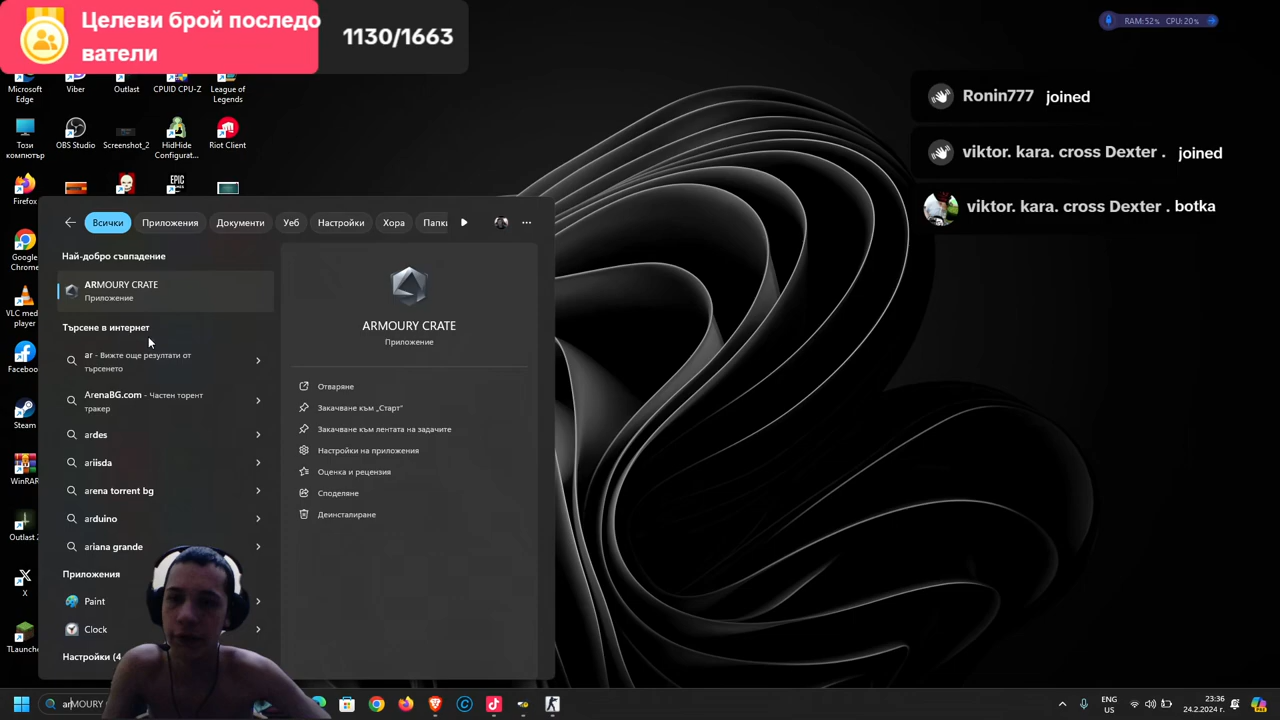 Целеви брой последо
ватели
1130/1663
RAM:52% CPU:20%
Ronin777 joined
viktor. kara. cross Dexter . joined
viktor. kara. cross Dexter . botka
Microsoft
Edge
Viber
Outlast
CPUID CPU-Z
League of
Legends
Този
компютър
OBS Studio
Screenshot_2
HidHide
Configurat...
Riot Client
Firefox
EPIC
GAMES
Google
Chrome
VLC media
player
Facebook
Steam
WinRAR
Outlast 2
X
Всички
Приложения
Документи
Уеб
Настройки
Хора
Най-добро съвпадение
ARMOURY CRATE
Приложение
Търсене в интернет
ar - Вижте още резултати от
търсенето
ArenaBG.com - Частен торент
тракер
ardes
ariisda
arena torrent bg
arduino
ariana grande
Приложения
Paint
Clock
Настройки (4
ARMOURY CRATE
Приложение
Отваряне
Закачване към „Старт“
Закачване към лентата на задачите
Настройки на приложения
Оценка и рецензия
Споделяне
Деинсталиране
arMOURY
ENG
US
23:36
24.2.2024 г.